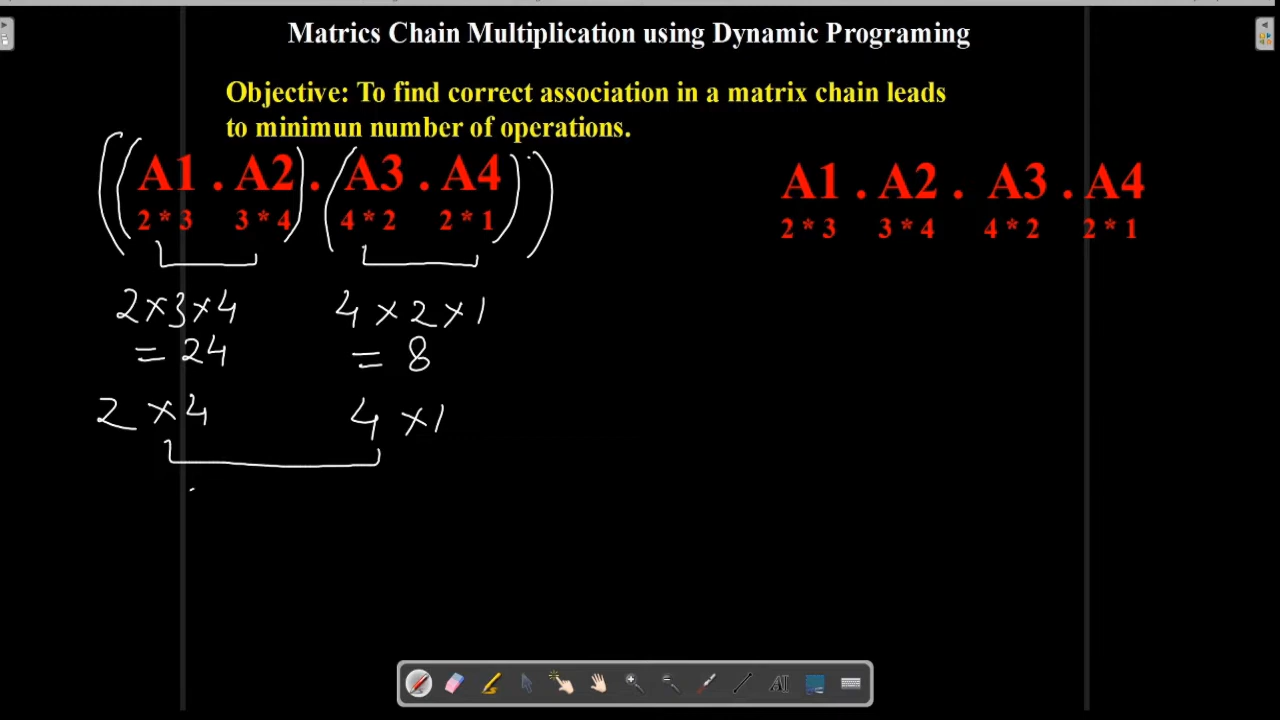 Matrics Chain Multiplication using Dynamic Programing
Objective: To find correct association in a matrix chain leads
to minimun number of operations.
((A1 . A2) . (A3 . A4))
2 * 3 3 * 4 4 * 2 2 * 1
2×3×4 4×2×1
= 24 = 8
2×4 4×1
A1 . A2 . A3 . A4
2 * 3 3 * 4 4 * 2 2 * 1
AI